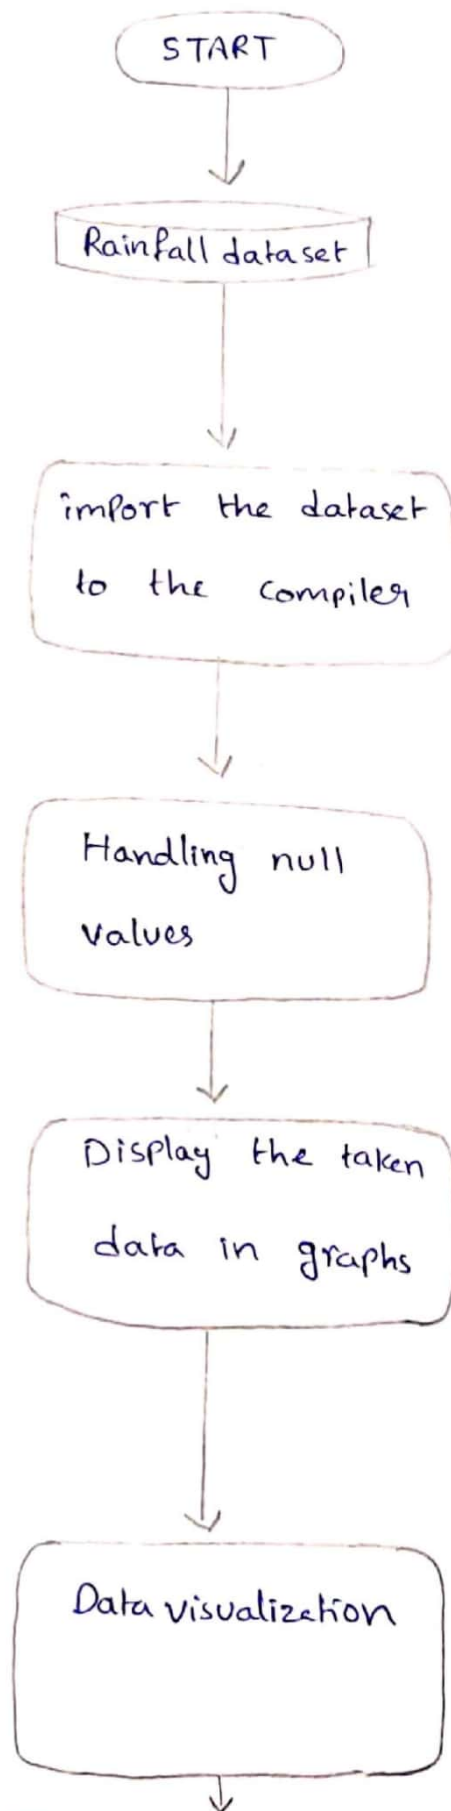 START
Rainfall dataset
import the dataset
to the compiler
Handling null
values
Display the taken
data in graphs
Data visualization